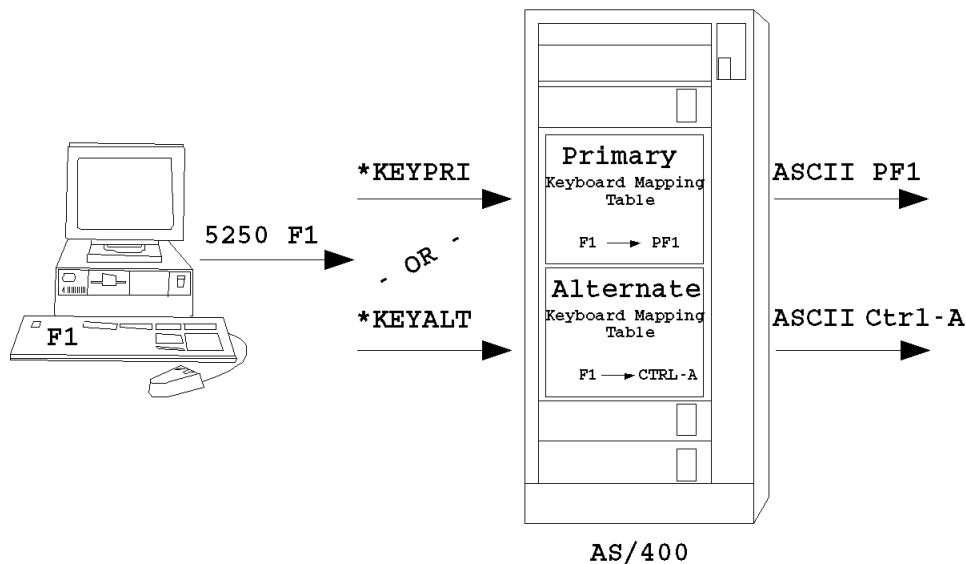 F1
5250 F1
*KEYPRI
- OR -
*KEYALT
Primary
Keyboard Mapping
Table
F1 → PF1
Alternate
Keyboard Mapping
Table
F1 → CTRL-A
ASCII PF1
ASCII Ctrl-A
AS/400